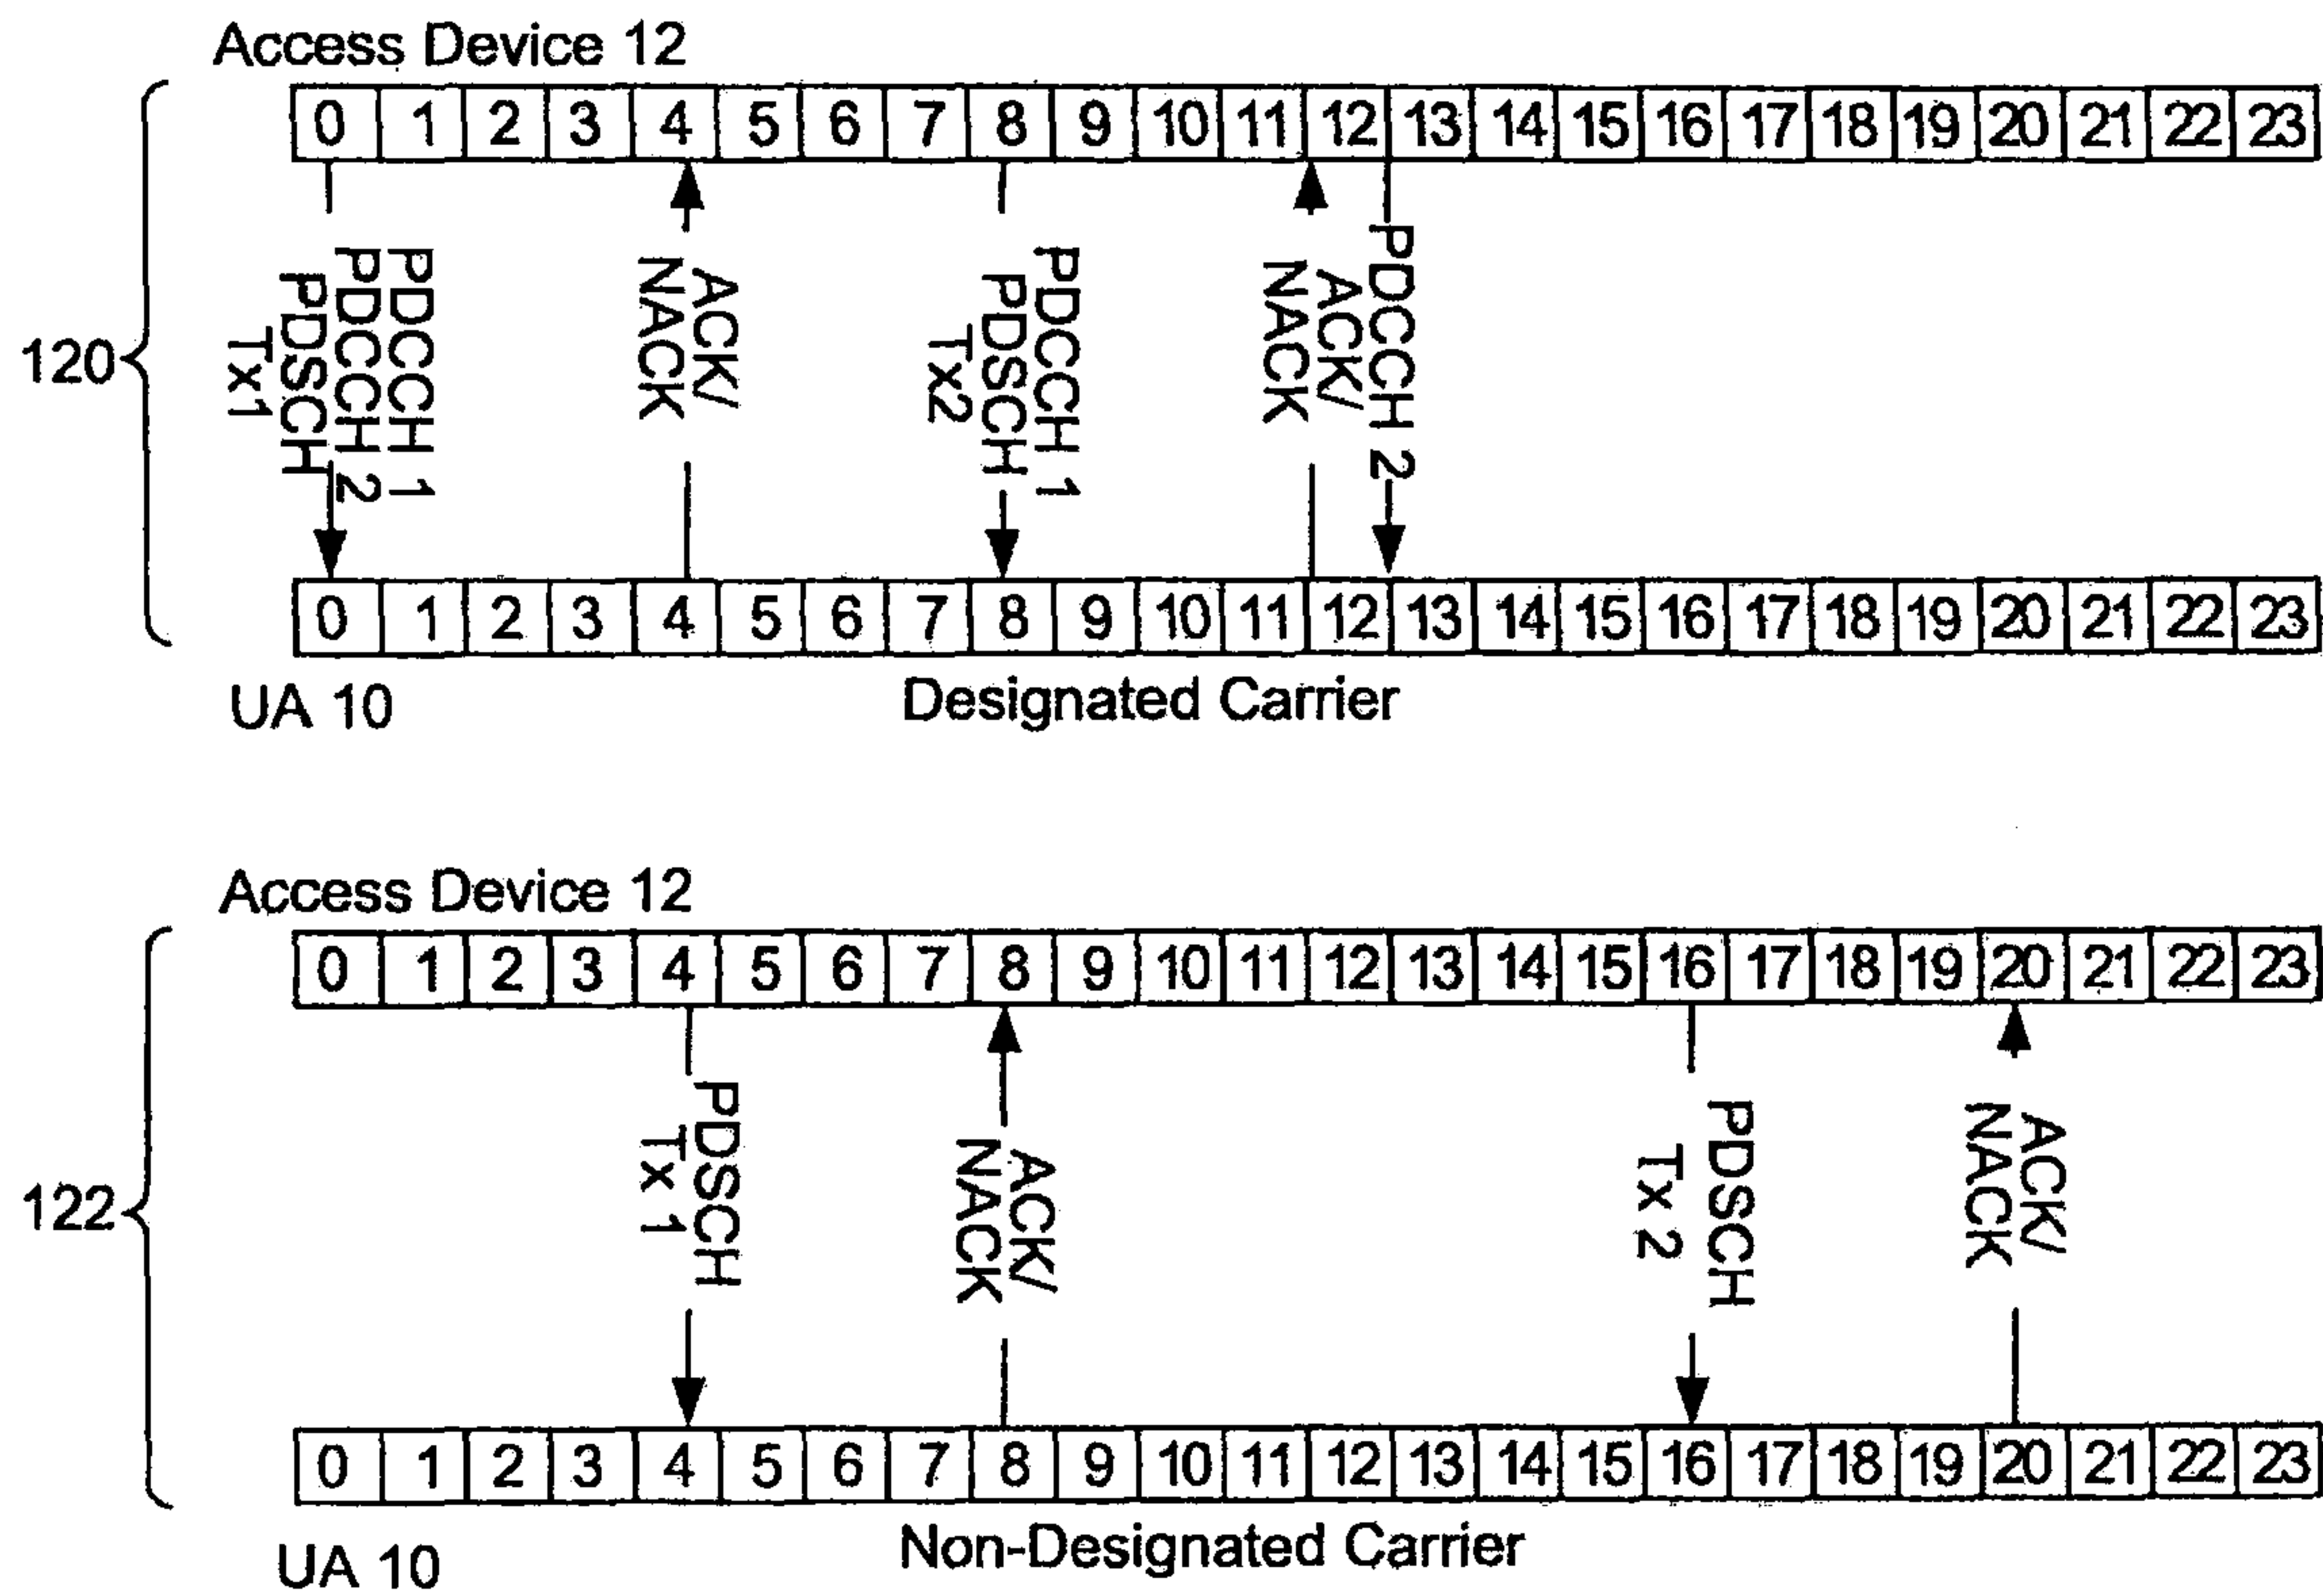 Access Device 12
0 1 2 3 4 5 6 7 8 9 10 11 12 13 14 15 16 17 18 19 20 21 22 23
120
PDCCH 1
PDCCH 2
PDSCH
Tx1
ACK/
NACK
PDCCH 1
PDSCH
Tx2
ACK/
NACK
PDCCH 2
0 1 2 3 4 5 6 7 8 9 10 11 12 13 14 15 16 17 18 19 20 21 22 23
UA 10
Designated Carrier
Access Device 12
0 1 2 3 4 5 6 7 8 9 10 11 12 13 14 15 16 17 18 19 20 21 22 23
122
PDSCH
Tx 1
ACK/
NACK
PDSCH
Tx 2
ACK/
NACK
0 1 2 3 4 5 6 7 8 9 10 11 12 13 14 15 16 17 18 19 20 21 22 23
UA 10
Non-Designated Carrier